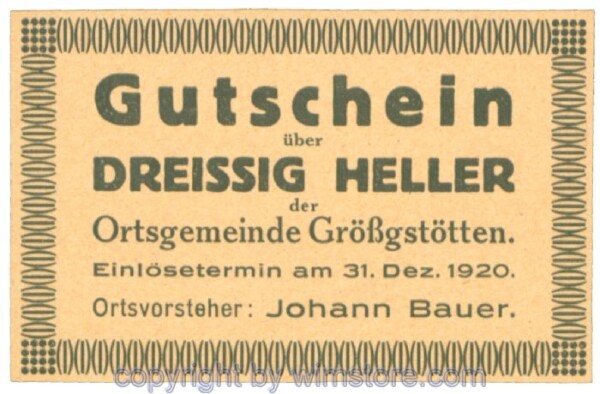 Gutschein
über
DREISSIG HELLER
der
Ortsgemeinde Größgstötten.
Einlösetermin am 31. Dez. 1920.
Ortsvorsteher: Johann Bauer.
copyright by wimstore.com